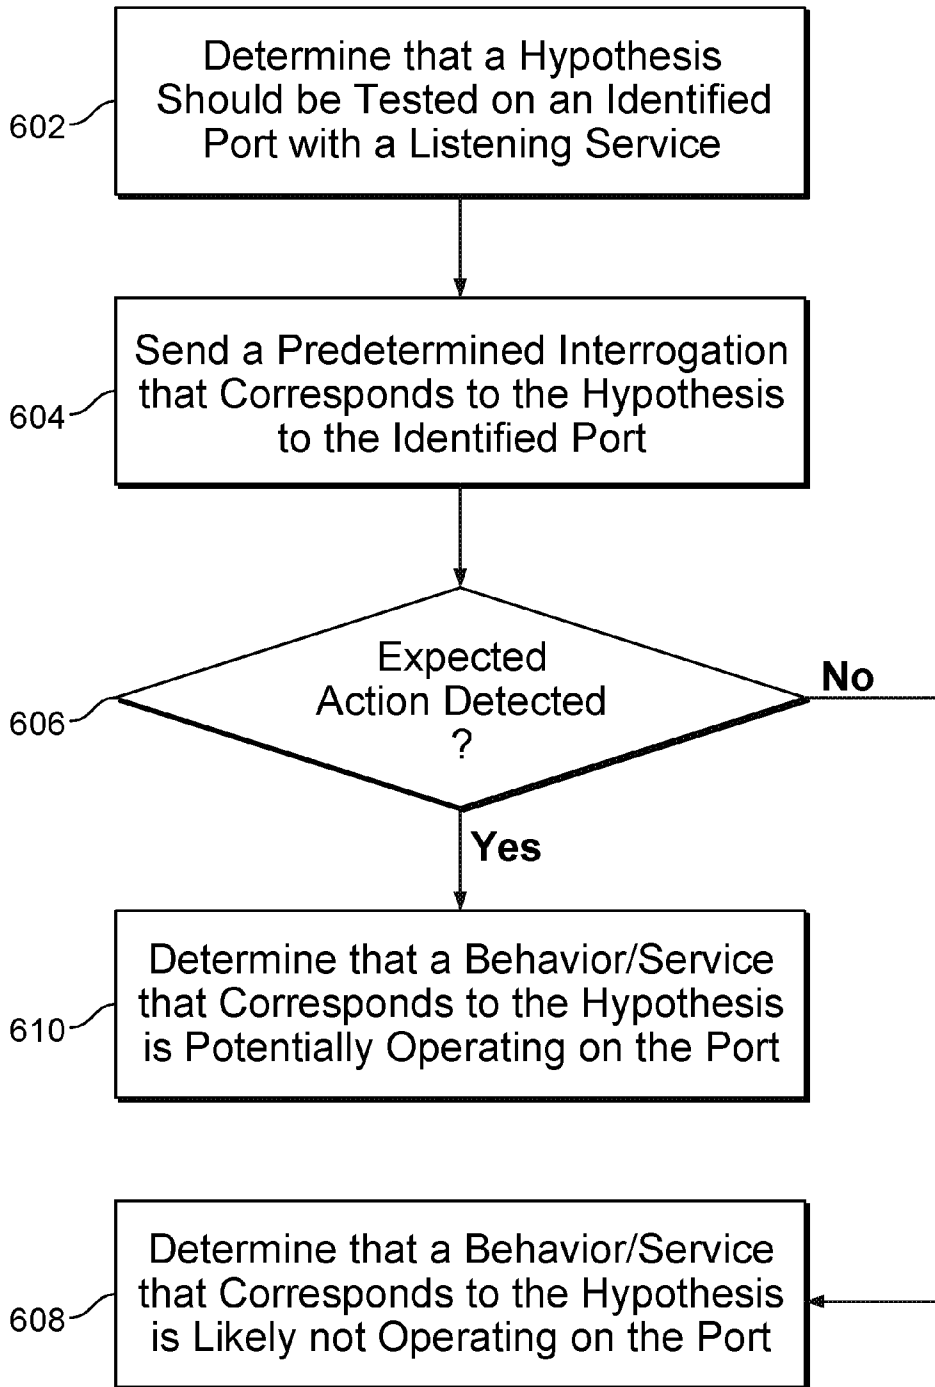 Determine that a Hypothesis
Should be Tested on an Identified
Port with a Listening Service
602
Send a Predetermined Interrogation
that Corresponds to the Hypothesis
to the Identified Port
604
Expected
Action Detected
?
606
No
Yes
Determine that a Behavior/Service
that Corresponds to the Hypothesis
is Potentially Operating on the Port
610
Determine that a Behavior/Service
that Corresponds to the Hypothesis
is Likely not Operating on the Port
608